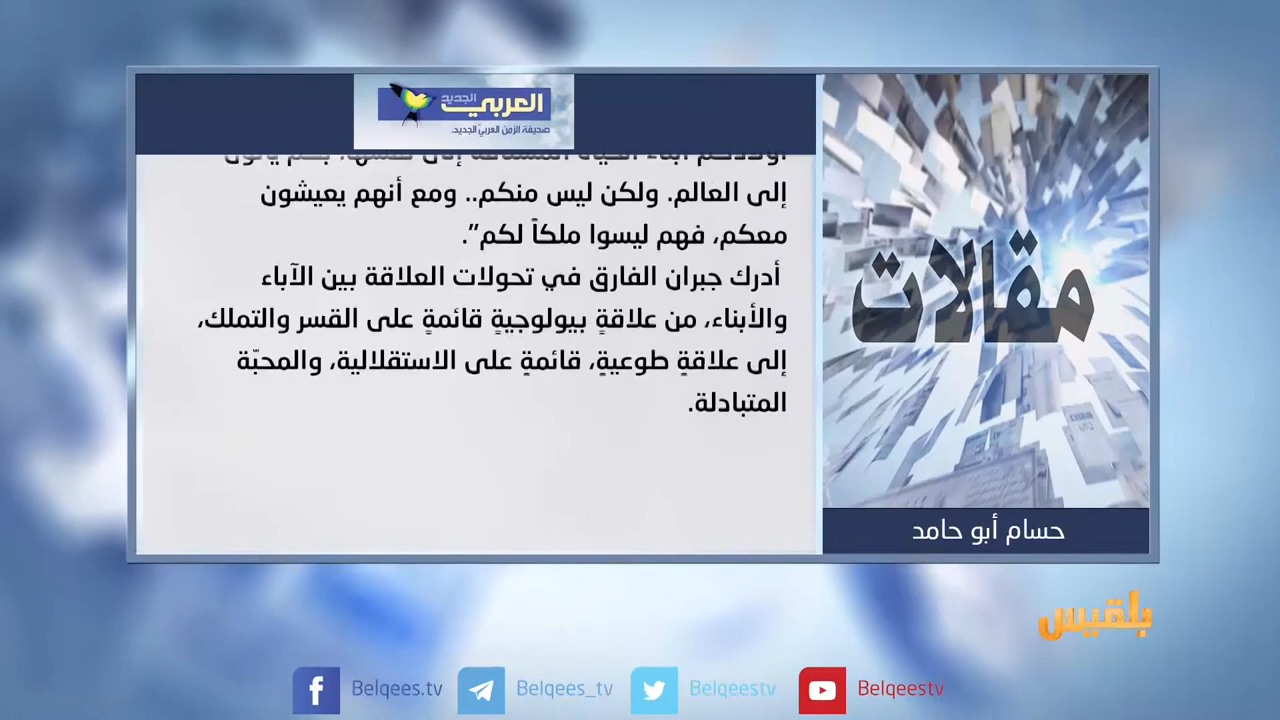 العربي الجديد
صحيفة الزمن العربي الجديد.
إلى العالم. ولكن ليس منكم.. ومع أنهم يعيشون
معكم، فهم ليسوا ملكاً لكم”.
أدرك جبران الفارق في تحولات العلاقة بين الآباء
والأبناء، من علاقةٍ بيولوجيةٍ قائمةٍ على القسر والتملك،
إلى علاقةٍ طوعيةٍ، قائمةٍ على الاستقلالية، والمحبّة
المتبادلة.
مقالات
حسام أبو حامد
بلقيس
Belqees.tv
Belqees_tv
Belqeestv
Belqeestv